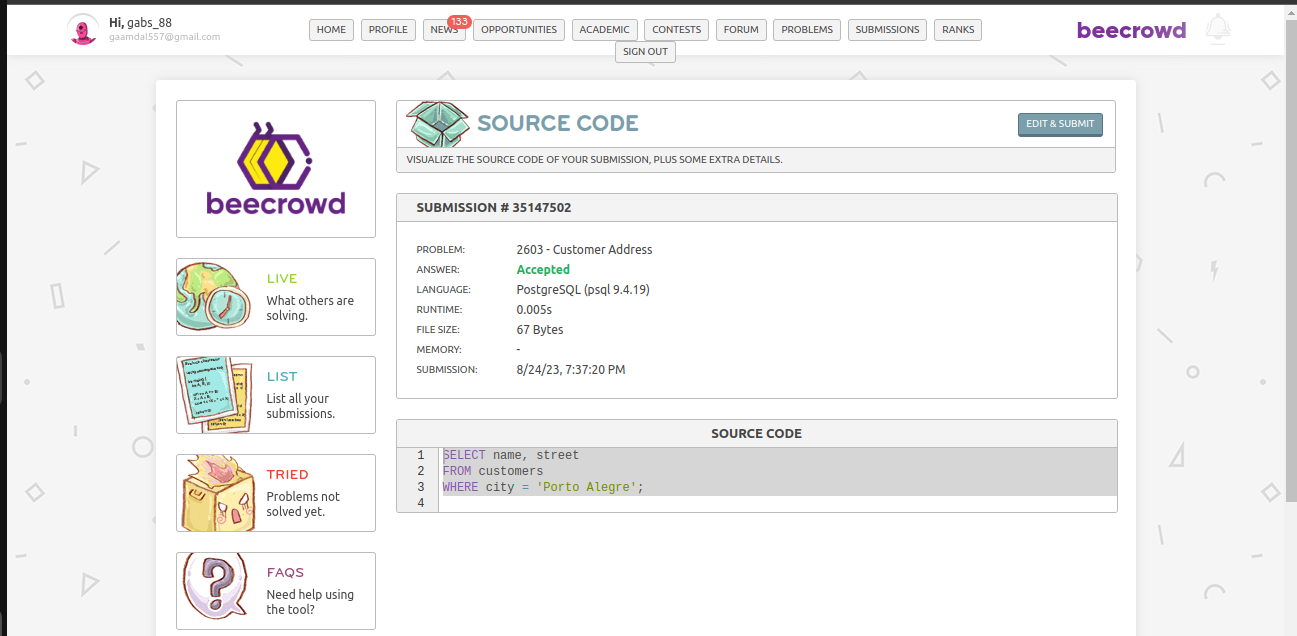 Hi, gabs_88
gaamdal557@gmail.com
HOME
PROFILE
NEWS
133
OPPORTUNITIES
ACADEMIC
CONTESTS
FORUM
PROBLEMS
SUBMISSIONS
RANKS
SIGN OUT
beecrowd
beecrowd
LIVE
What others are
solving.
LIST
List all your
submissions.
TRIED
Problems not
solved yet.
FAQS
Need help using
the tool?
SOURCE CODE
EDIT & SUBMIT
VISUALIZE THE SOURCE CODE OF YOUR SUBMISSION, PLUS SOME EXTRA DETAILS.
SUBMISSION # 35147502
PROBLEM: 2603 - Customer Address
ANSWER: Accepted
LANGUAGE: PostgreSQL (psql 9.4.19)
RUNTIME: 0.005s
FILE SIZE: 67 Bytes
MEMORY: -
SUBMISSION: 8/24/23, 7:37:20 PM
SOURCE CODE
1 SELECT name, street
2 FROM customers
3 WHERE city = 'Porto Alegre';
4